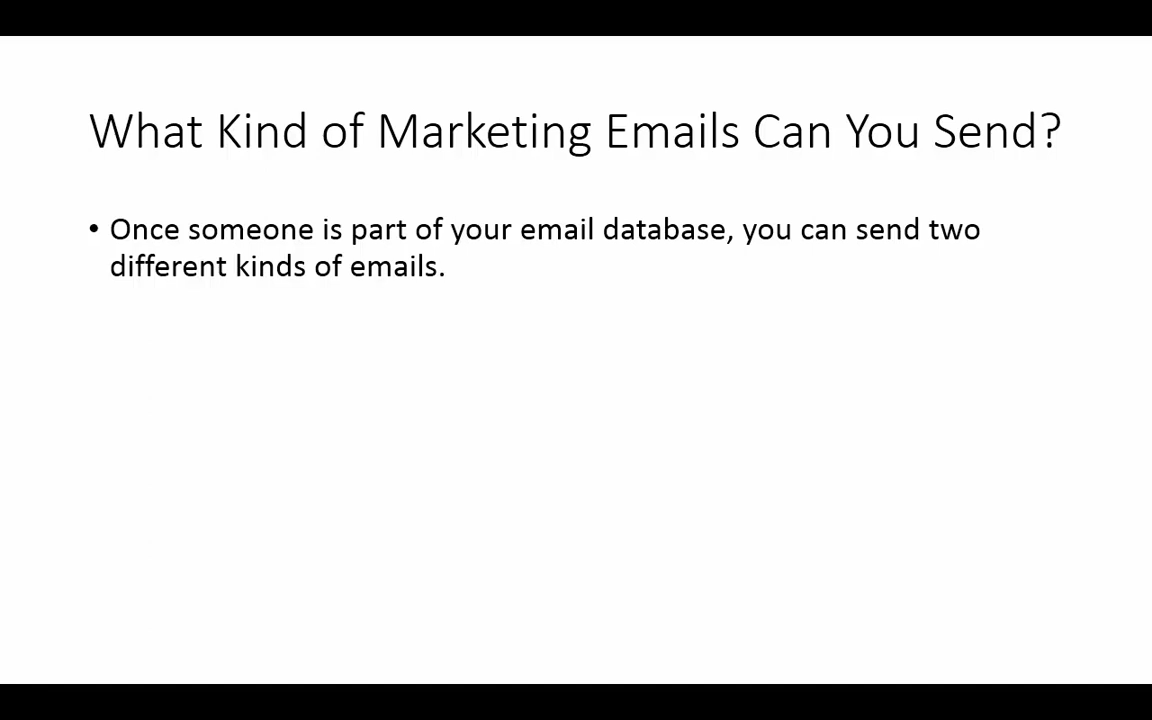 What Kind of Marketing Emails Can You Send?
• Once someone is part of your email database, you can send two
different kinds of emails.